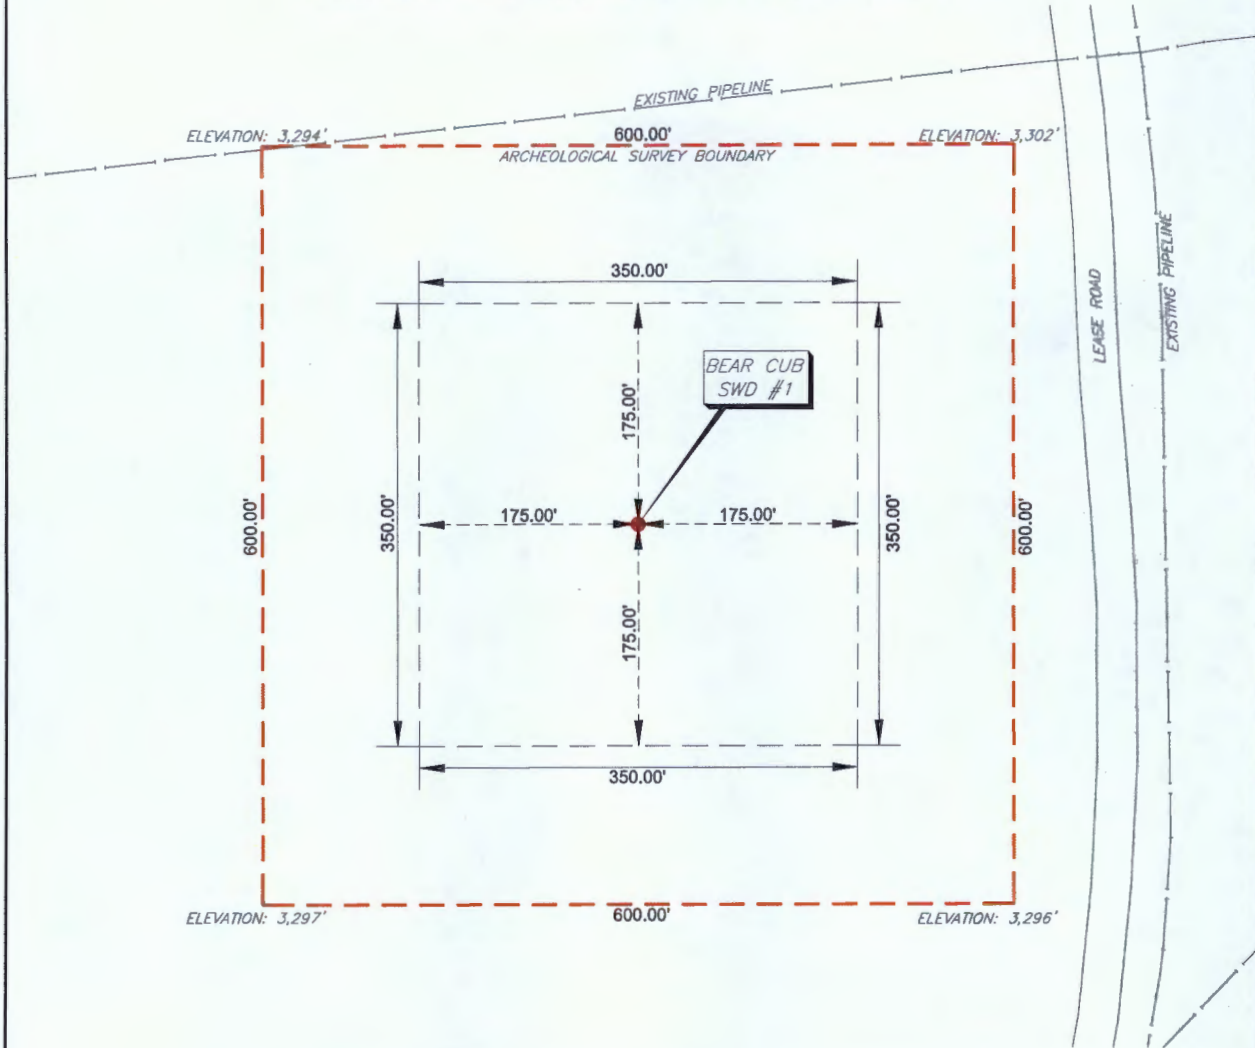 EXISTING PIPELINE
ELEVATION: 3,294'
600.00'
ELEVATION: 3,302'
ARCHEOLOGICAL SURVEY BOUNDARY
350.00'
LEASE ROAD
EXISTING PIPELINE
BEAR CUB
SWD #1
175.00'
600.00'
350.00'
175.00'
175.00'
350.00'
600.00'
175.00'
350.00'
ELEVATION: 3,297'
600.00'
ELEVATION: 3,296'